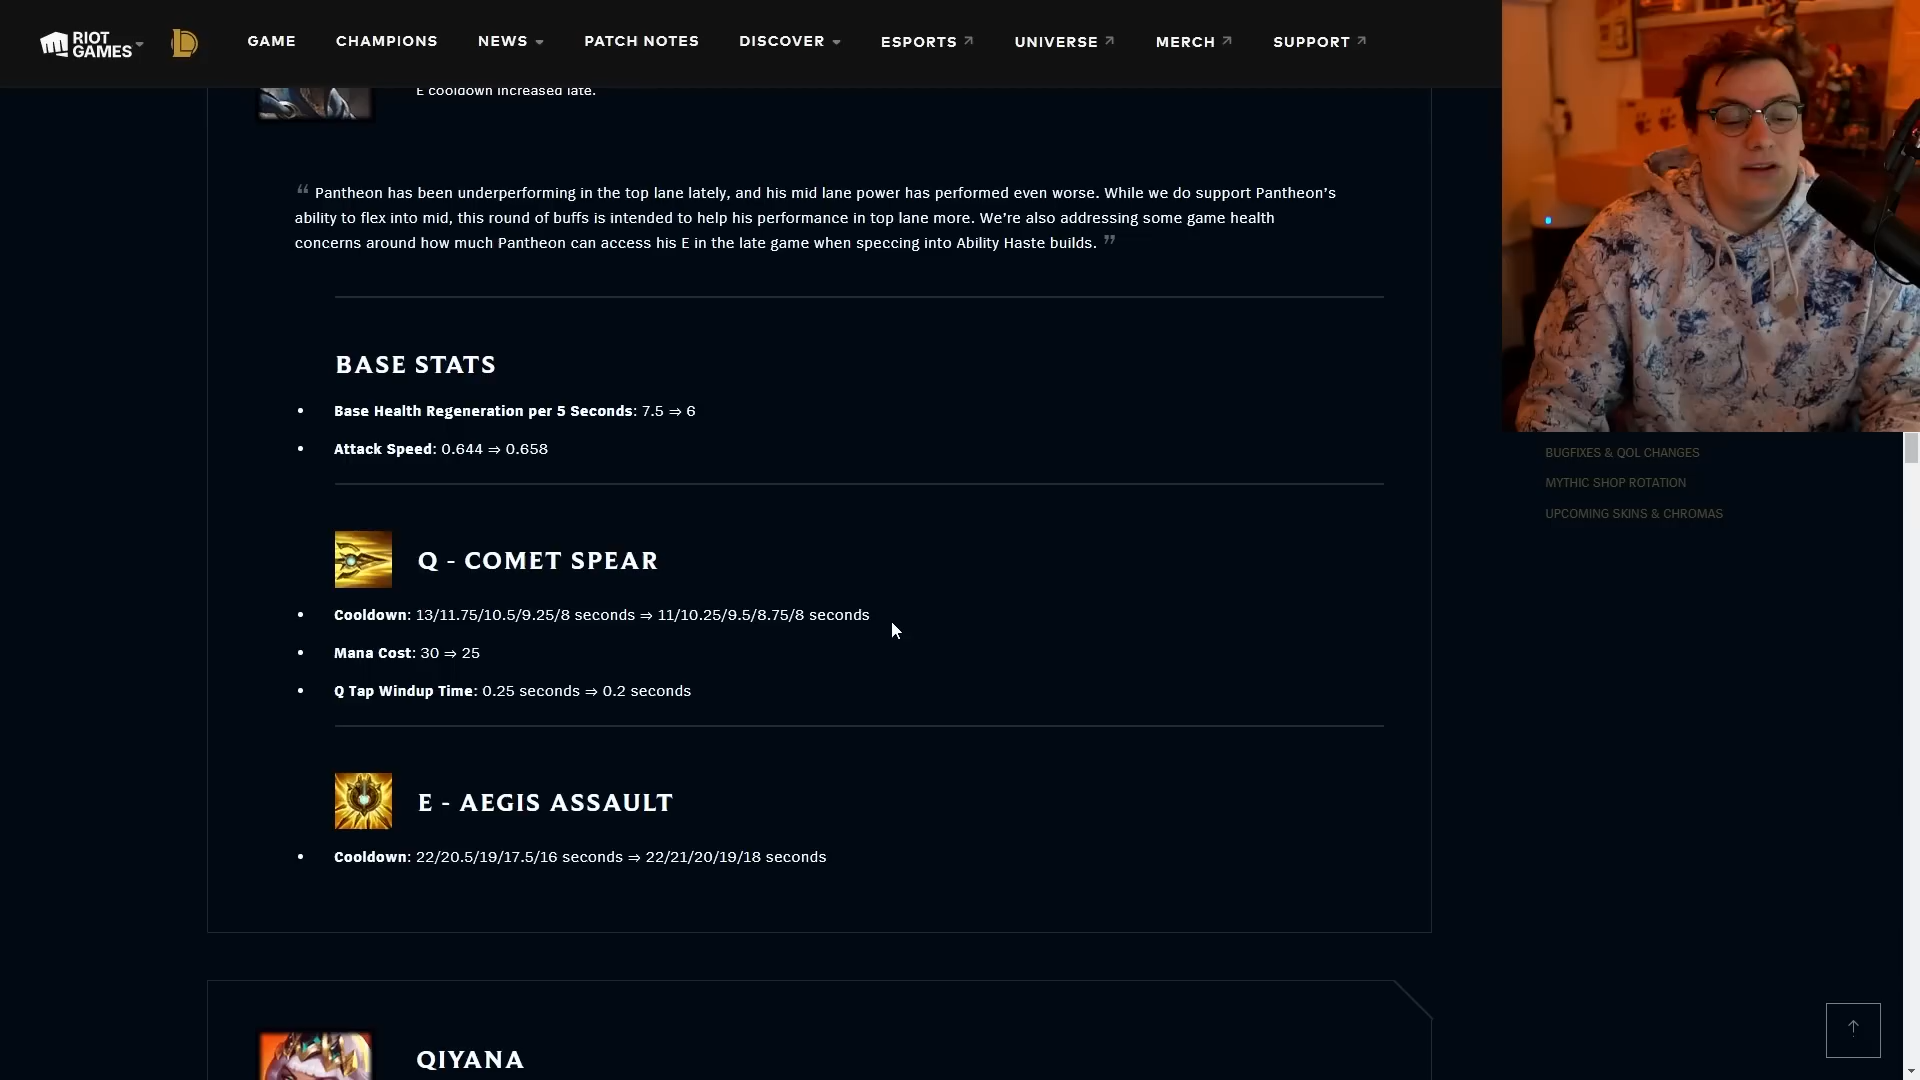 RIOT GAMES GAME CHAMPIONS NEWS PATCH NOTES DISCOVER ESPORTS UNIVERSE MERCH SUPPORT
E cooldown increased late.
“ Pantheon has been underperforming in the top lane lately, and his mid lane power has performed even worse. While we do support Pantheon’s
ability to flex into mid, this round of buffs is intended to help his performance in top lane more. We’re also addressing some game health
concerns around how much Pantheon can access his E in the late game when speccing into Ability Haste builds. ”
BASE STATS
• Base Health Regeneration per 5 Seconds: 7.5 ⇒ 6
• Attack Speed: 0.644 ⇒ 0.658
Q - COMET SPEAR
• Cooldown: 13/11.75/10.5/9.25/8 seconds ⇒ 11/10.25/9.5/8.75/8 seconds
• Mana Cost: 30 ⇒ 25
• Q Tap Windup Time: 0.25 seconds ⇒ 0.2 seconds
E - AEGIS ASSAULT
• Cooldown: 22/20.5/19/17.5/16 seconds ⇒ 22/21/20/19/18 seconds
QIYANA
BUGFIXES & QOL CHANGES
MYTHIC SHOP ROTATION
UPCOMING SKINS & CHROMAS